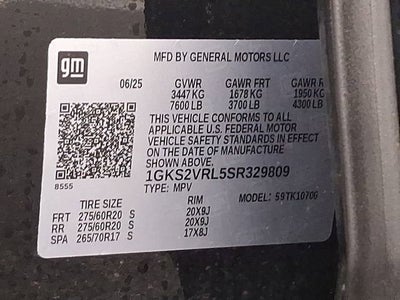 gm
MFD BY GENERAL MOTORS LLC
06/25 GVWR GAWR FRT GAWR R
3447 KG 1678 KG 1950 KG
7600 LB 3700 LB 4300 LB
THIS VEHICLE CONFORMS TO ALL
APPLICABLE U.S. FEDERAL MOTOR
VEHICLE SAFETY STANDARDS IN EFFECT
ON THE DATE OF MANUFACTURE
SHOWN ABOVE.
1GKS2VRL5SR329809
8555
TYPE: MPV MODEL: 59TK10706
TIRE SIZE RIM
FRT 275/60R20 S 20X9J
RR 275/60R20 S 20X9J
SPA 265/70R17 S 17X8J